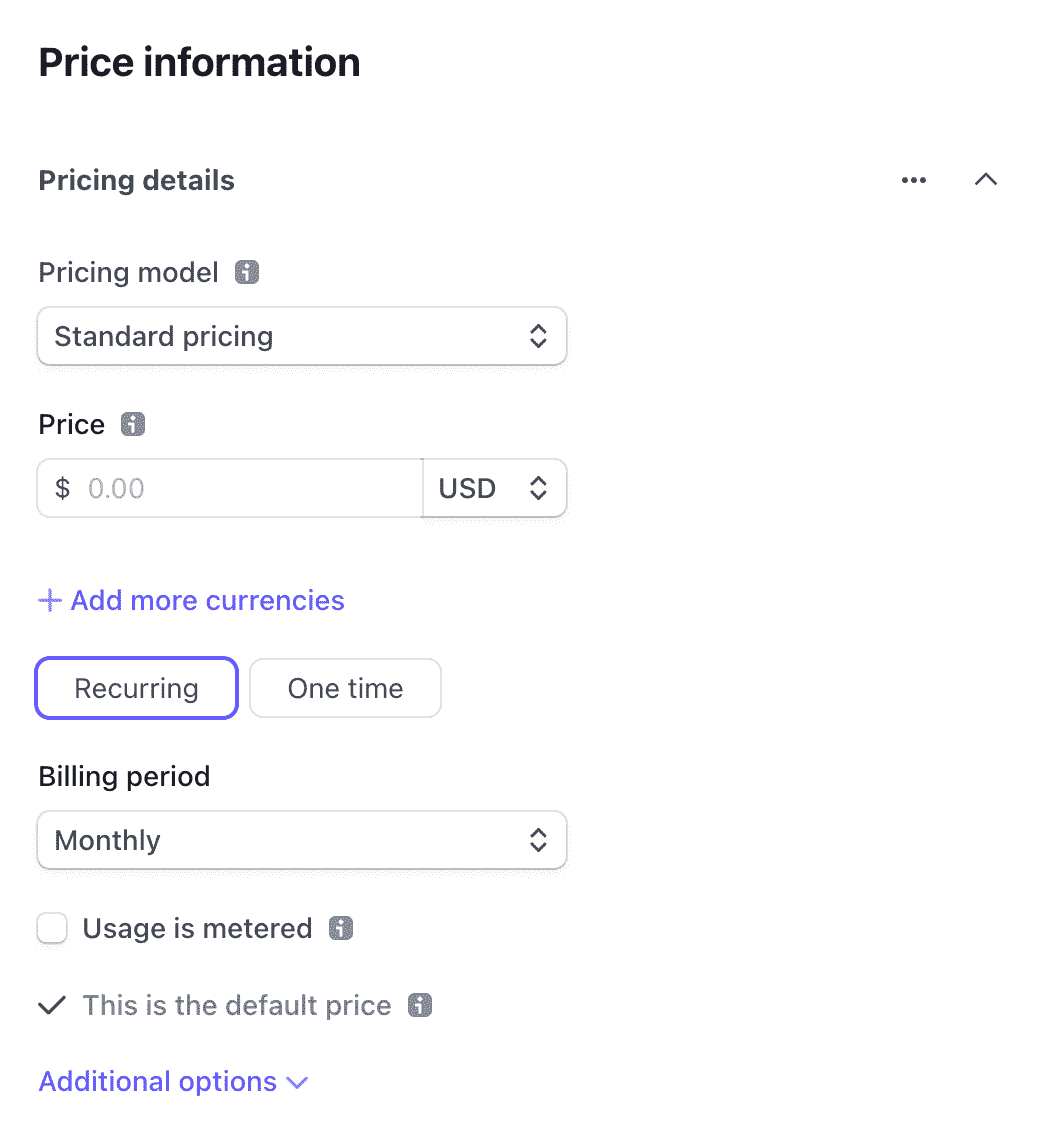 Price information
Pricing details
Pricing model
Standard pricing
Price
$ 0.00 USD
Add more currencies
Recurring One time
Billing period
Monthly
Usage is metered
This is the default price
Additional options